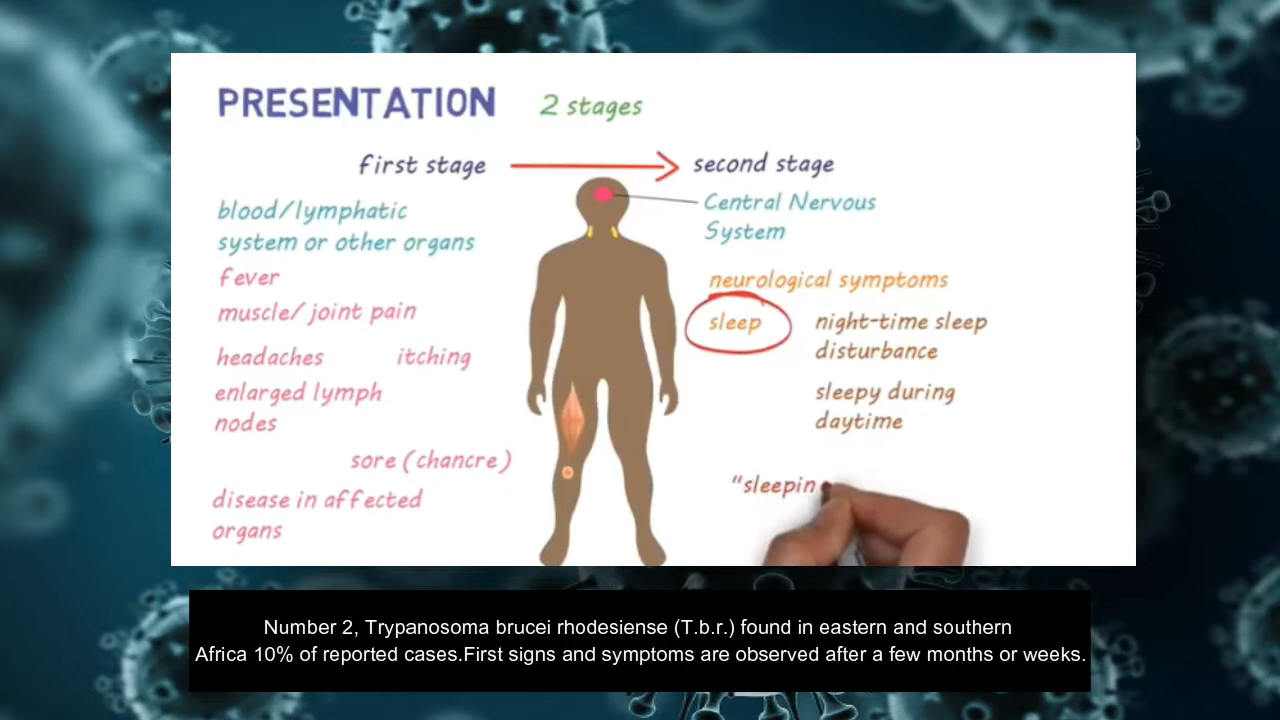 PRESENTATION 2 stages
first stage
second stage
blood/lymphatic
system or other organs
fever
muscle/ joint pain
headaches itching
enlarged lymph
nodes
sore (chancre)
disease in affected
organs
Central Nervous
System
neurological symptoms
sleep
night-time sleep
disturbance
sleepy during
daytime
"sleepin
Number 2, Trypanosoma brucei rhodesiense (T.b.r.) found in eastern and southern
Africa 10% of reported cases.First signs and symptoms are observed after a few months or weeks.